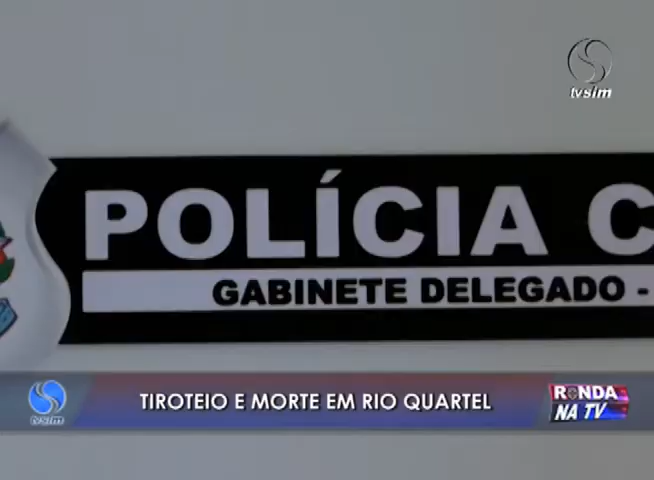 tvsim
POLÍCIA C
GABINETE DELEGADO -
tvsim
TIROTEIO E MORTE EM RIO QUARTEL
RONDA
NA TV